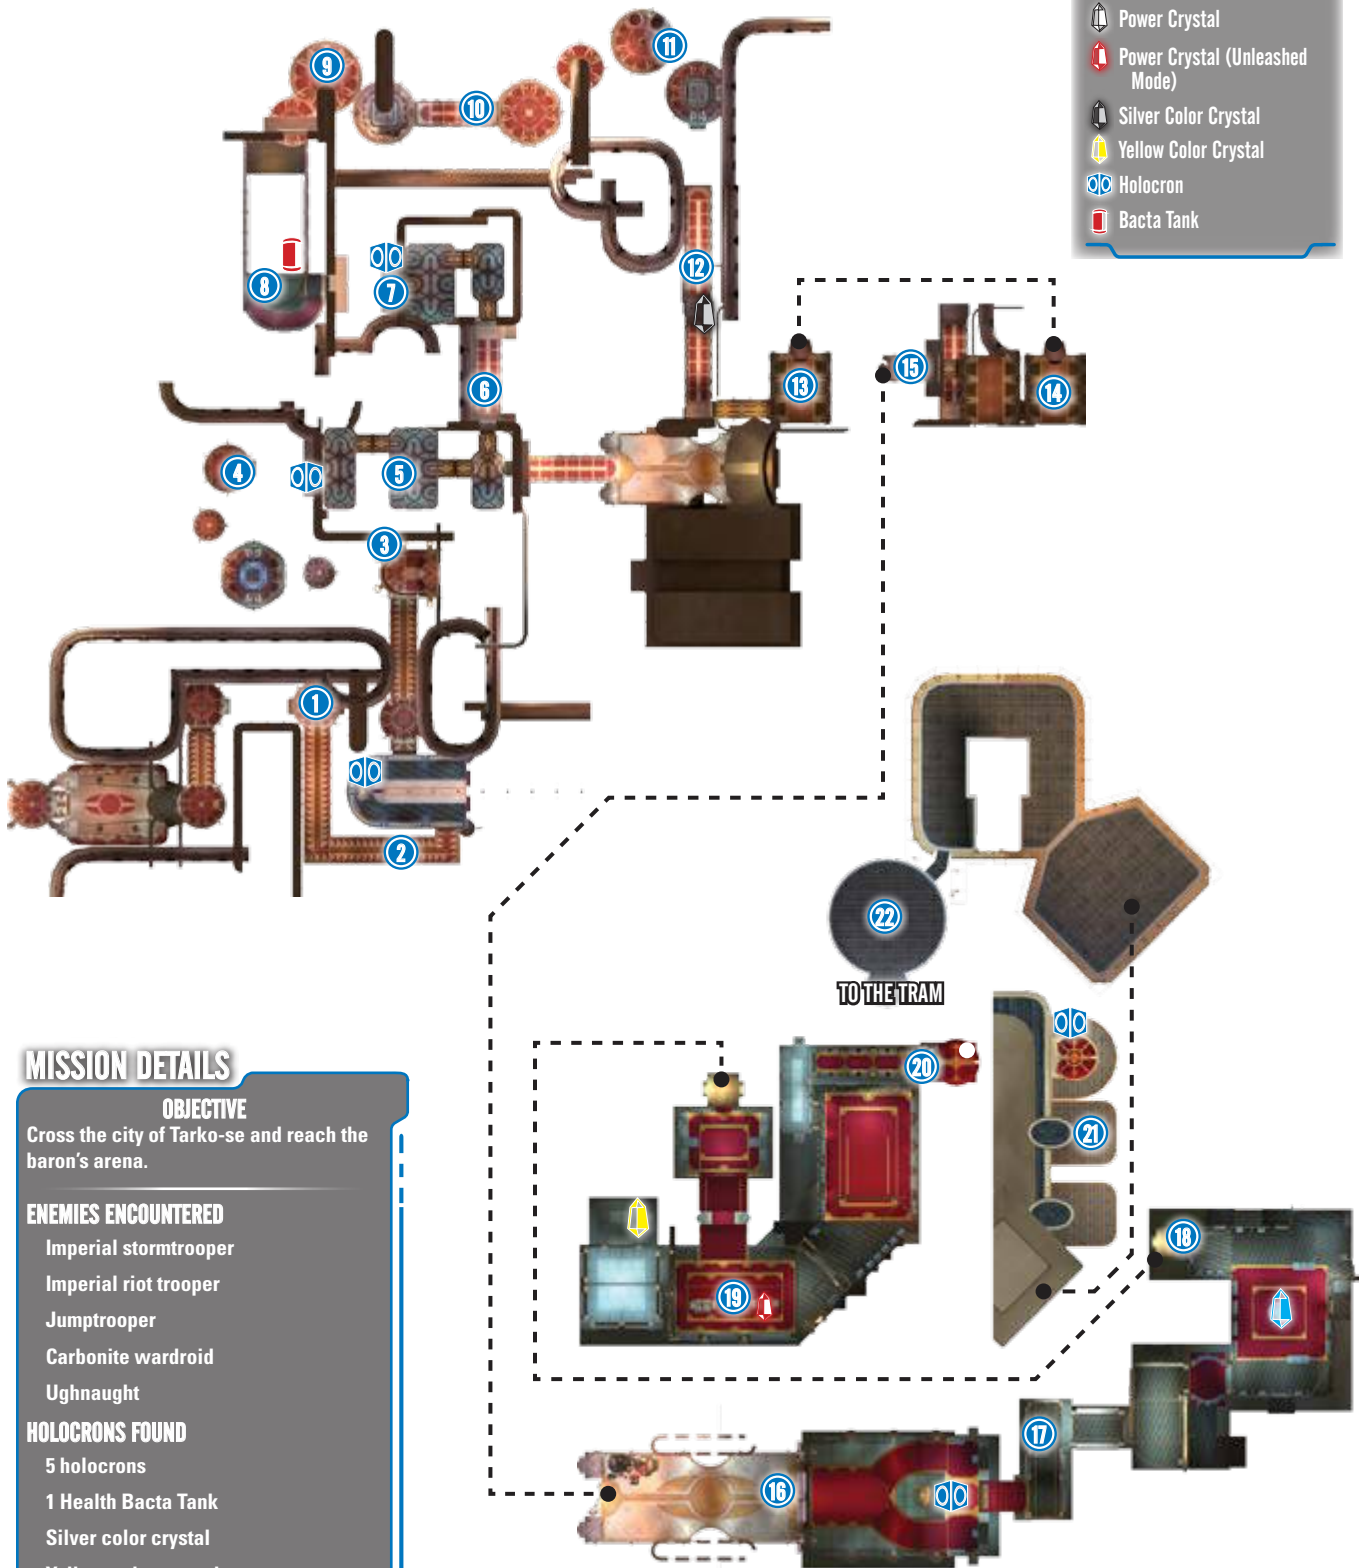 Power Crystal
Power Crystal (Unleashed
Mode)
Silver Color Crystal
Yellow Color Crystal
Holocron
Bacta Tank
9
11
10
8
7
12
6
13
15
14
4
5
3
1
2
22
TO THE TRAM
20
21
18
19
17
16
MISSION DETAILS
OBJECTIVE
Cross the city of Tarko-se and reach the
baron's arena.
ENEMIES ENCOUNTERED
Imperial stormtrooper
Imperial riot trooper
Jumptrooper
Carbonite wardroid
Ughnaught
HOLOCRONS FOUND
5 holocrons
1 Health Bacta Tank
Silver color crystal